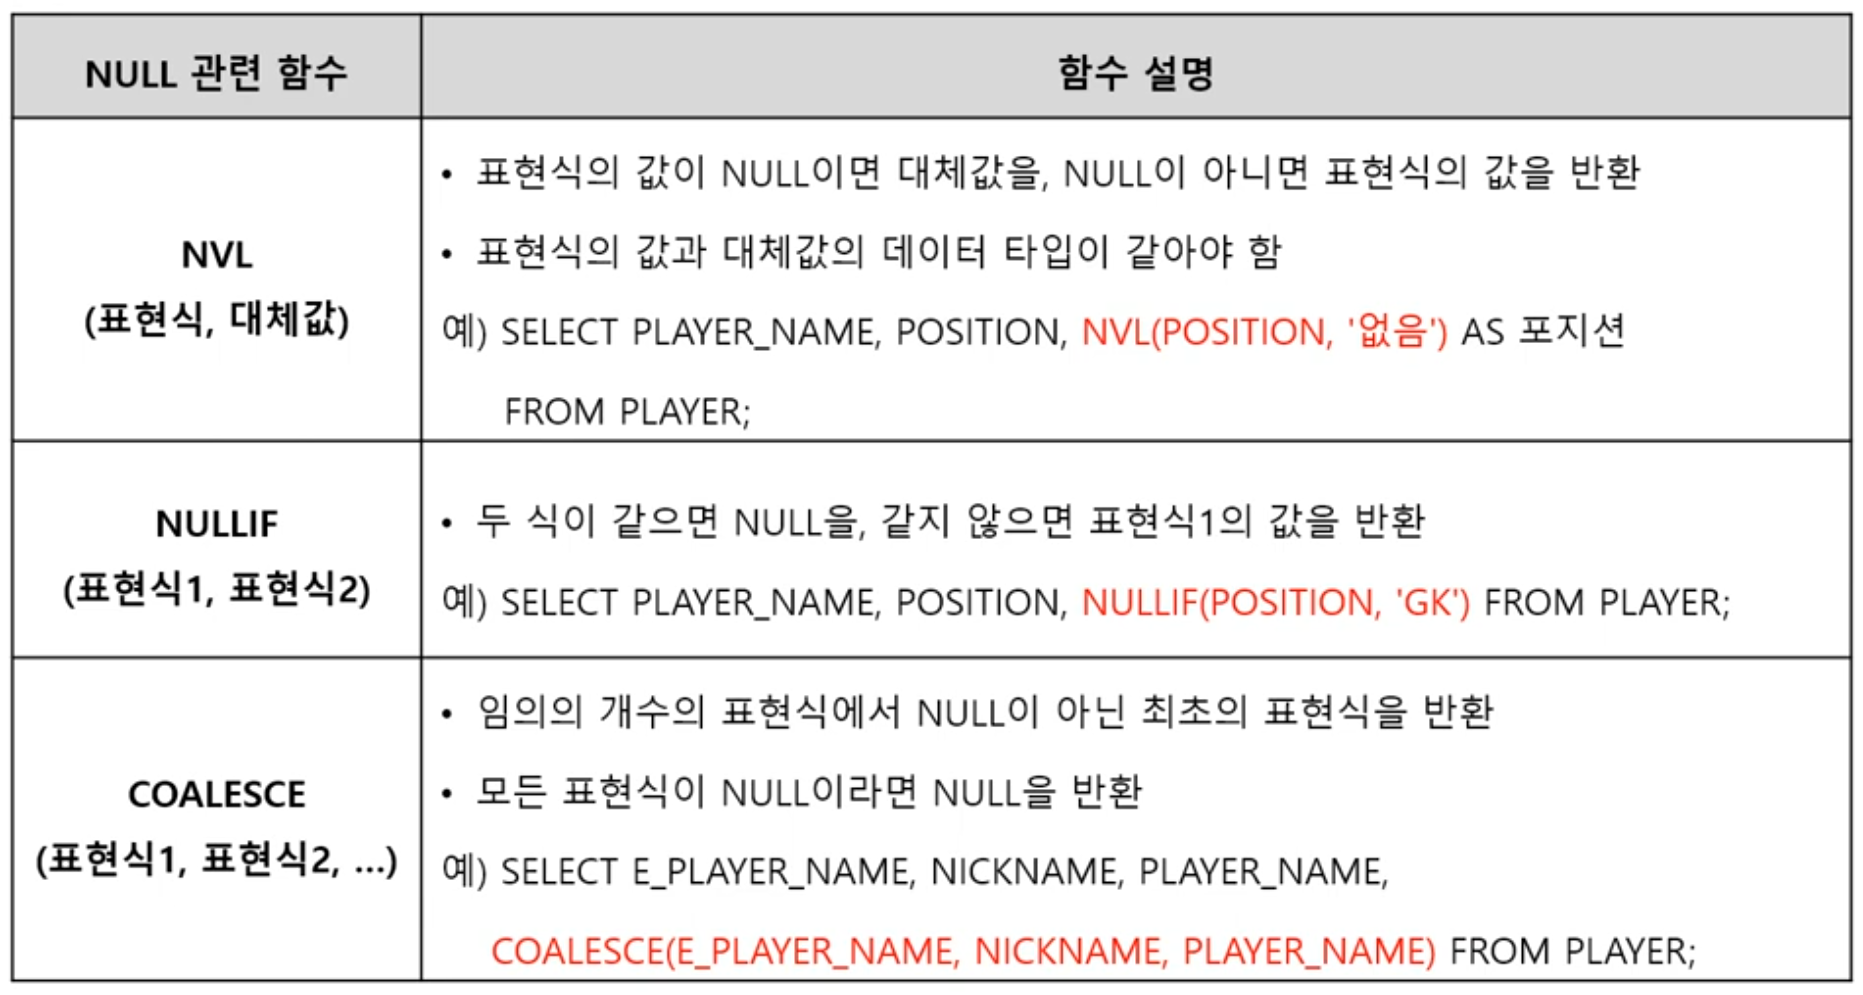 NULL 관련 함수
함수 설명
NVL
(표현식, 대체값)
• 표현식의 값이 NULL이면 대체값을, NULL이 아니면 표현식의 값을 반환
• 표현식의 값과 대체값의 데이터 타입이 같아야 함
예) SELECT PLAYER_NAME, POSITION, NVL(POSITION, '없음') AS 포지션
FROM PLAYER;
NULLIF
(표현식1, 표현식2)
• 두 식이 같으면 NULL을, 같지 않으면 표현식1의 값을 반환
예) SELECT PLAYER_NAME, POSITION, NULLIF(POSITION, 'GK') FROM PLAYER;
COALESCE
(표현식1, 표현식2, ...)
• 임의의 개수의 표현식에서 NULL이 아닌 최초의 표현식을 반환
• 모든 표현식이 NULL이라면 NULL을 반환
예) SELECT E_PLAYER_NAME, NICKNAME, PLAYER_NAME,
COALESCE(E_PLAYER_NAME, NICKNAME, PLAYER_NAME) FROM PLAYER;